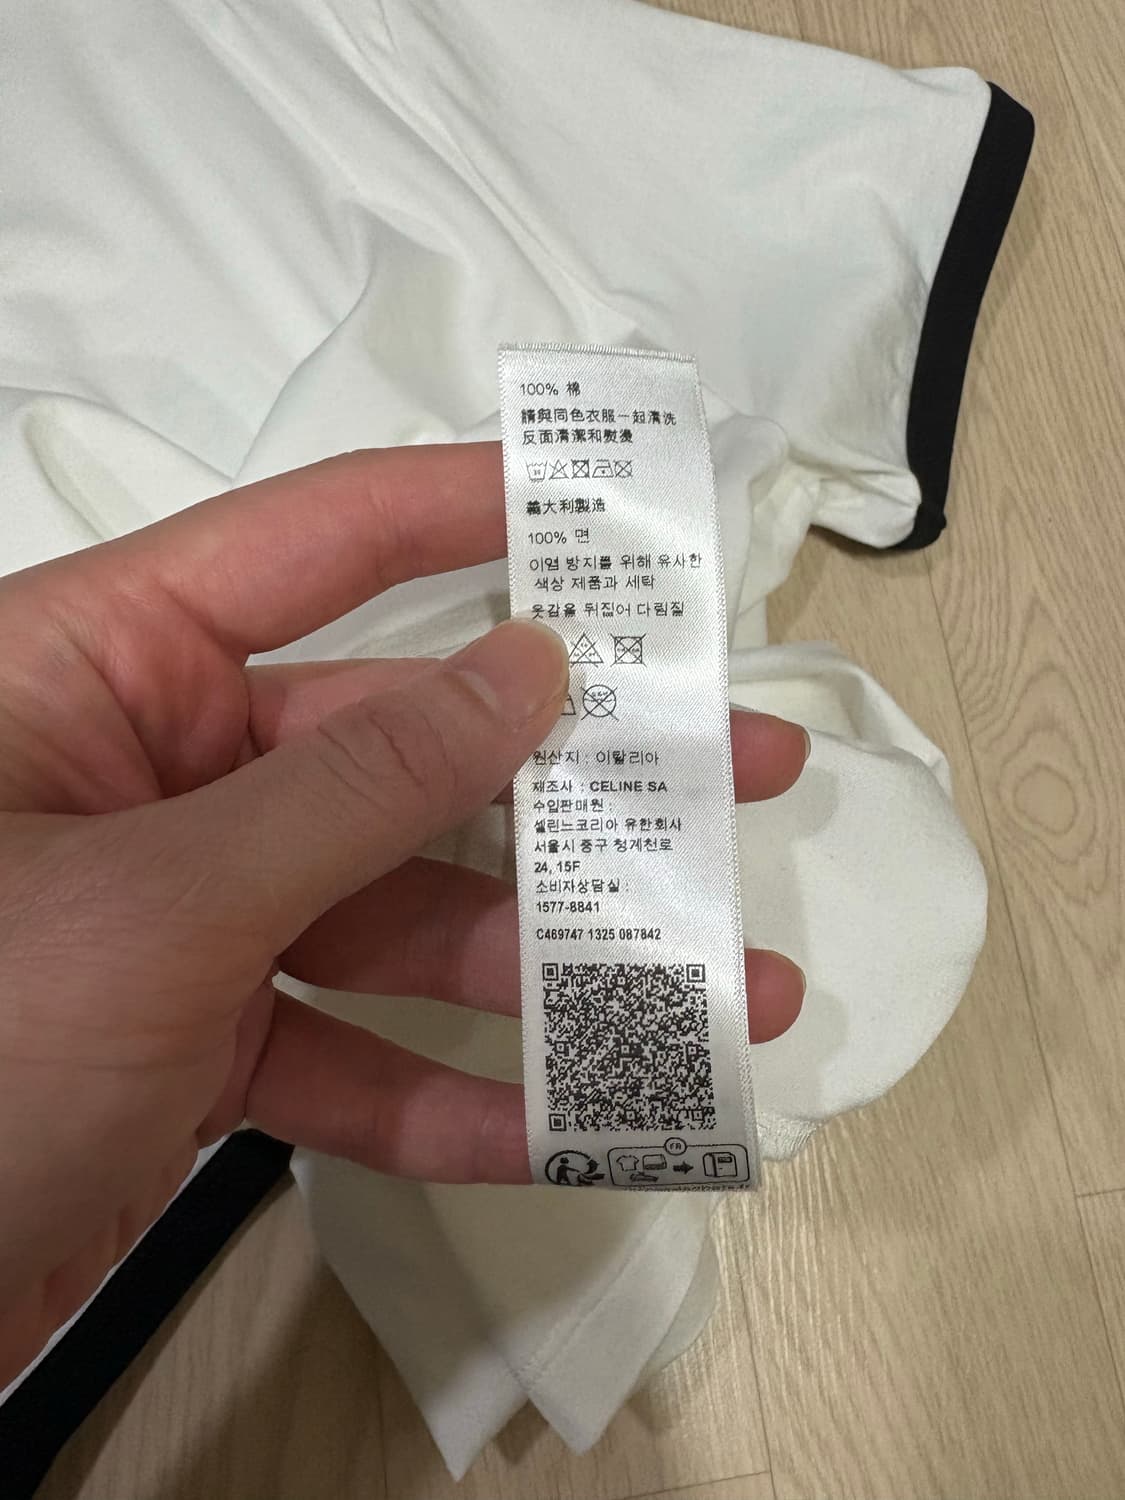 100% 棉
請與同色衣服一起清洗
反面清潔和熨燙
義大利製造
100% 면
이염 방지를 위해 유사한
색상 제품과 세탁
옷감을 뒤집어 다림질
원산지 : 이탈리아
제조사 : CELINE SA
수입판매원 :
셀린느코리아 유한회사
서울시 중구 청계천로
24, 15F
소비자상담실 :
1577-8841
C469747 1325 087842
FR